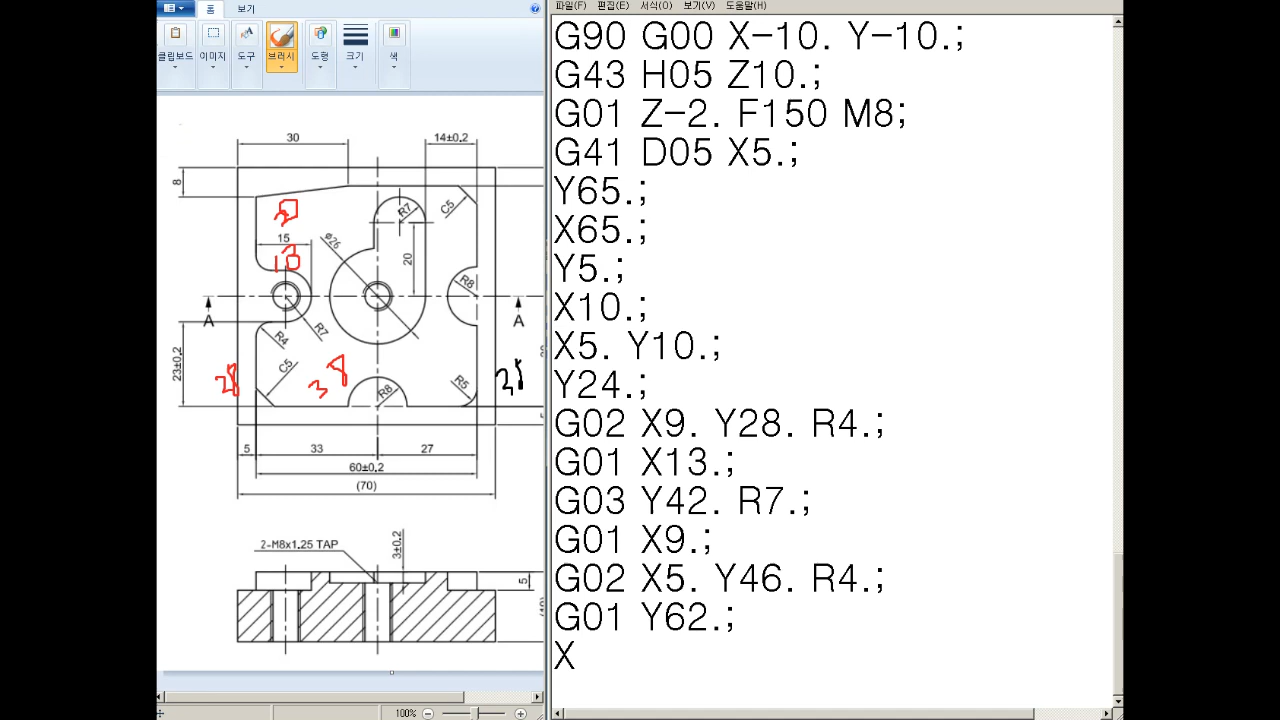 홈
보기
클립보드
이미지
도구
브러시
도형
크기
색
30
14±0.2
8
R7
C5
15
ø26
20
R8
A
A
R7
R4
23±0.2
C5
R8
R5
28
38
38
13
5
33
27
60±0.2
(70)
2-M8x1.25 TAP
3±0.2
5
100%
파일(F) 편집(E) 서식(O) 보기(V) 도움말(H)
G90 G00 X-10. Y-10.;
G43 H05 Z10.;
G01 Z-2. F150 M8;
G41 D05 X5.;
Y65.;
X65.;
Y5.;
X10.;
X5. Y10.;
Y24.;
G02 X9. Y28. R4.;
G01 X13.;
G03 Y42. R7.;
G01 X9.;
G02 X5. Y46. R4.;
G01 Y62.;
X